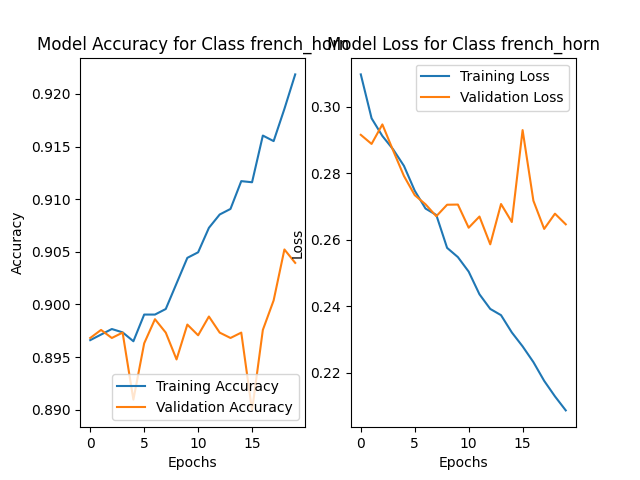 Model Accuracy for Class french_horn
Accuracy
0.920
0.915
0.910
0.905
0.900
0.895
0.890
0
5
10
15
Epochs
Training Accuracy
Validation Accuracy
Model Loss for Class french_horn
Loss
0.30
0.28
0.26
0.24
0.22
0
5
10
15
Epochs
Training Loss
Validation Loss